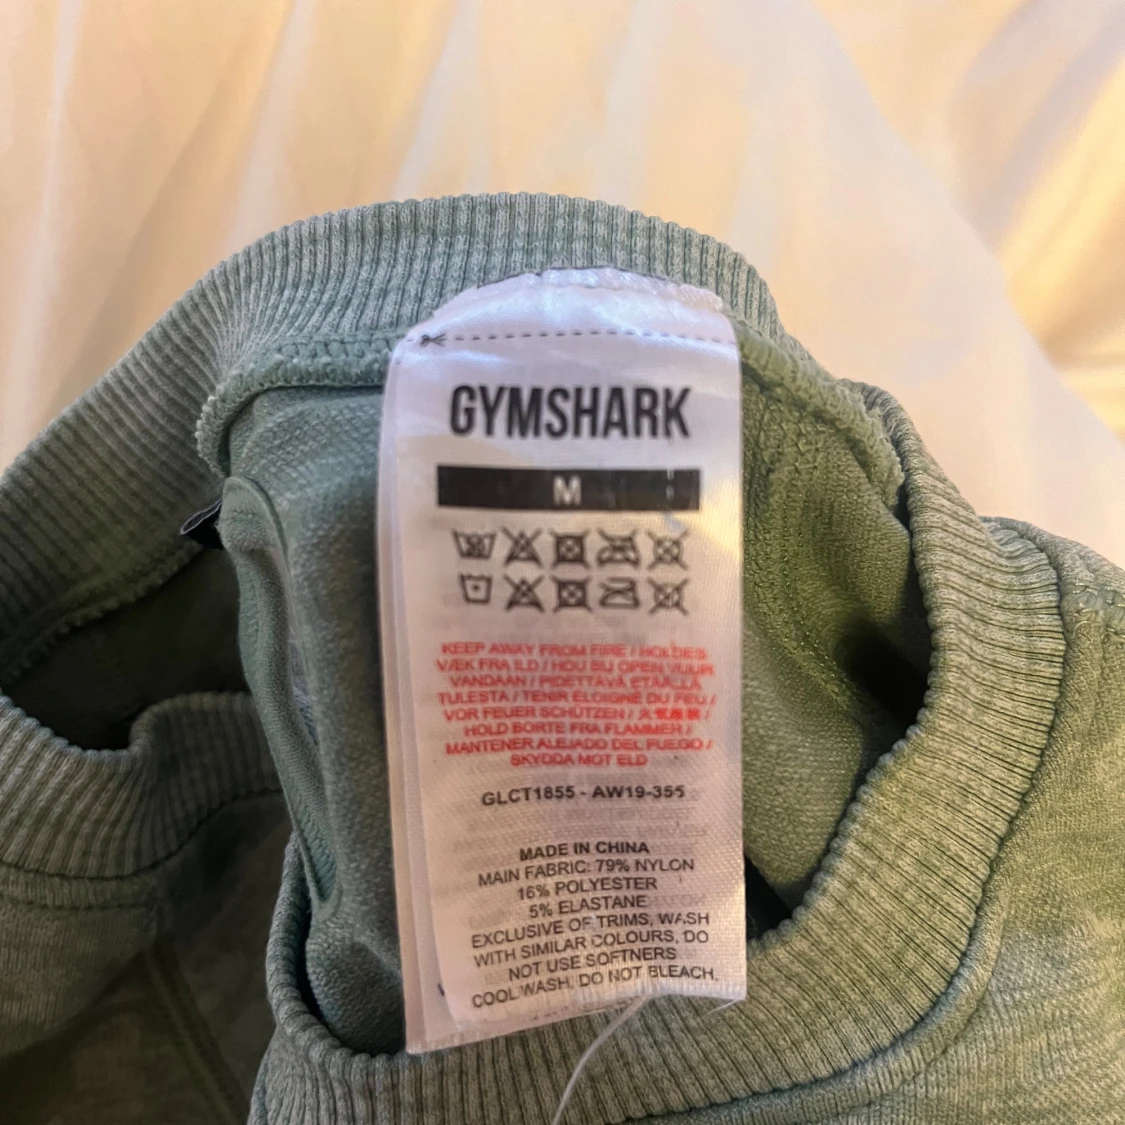 GYMSHARK
M
KEEP AWAY FROM FIRE / HOLDES
VÆK FRA ILD / HOU BIJ OPEN VUUR
VANDAAN / PIDETTAVÄ ETÄÄLLÄ
TULESTA / TENIR ÉLOIGNÉ DU FEU /
VOR FEUER SCHÜTZEN / 火気厳禁 /
HOLD BORTE FRA FLAMMER /
MANTENER ALEJADO DEL FUEGO /
SKYDDA MOT ELD
GLCT1855 - AW19-355
MADE IN CHINA
MAIN FABRIC: 79% NYLON
16% POLYESTER
5% ELASTANE
EXCLUSIVE OF TRIMS, WASH
WITH SIMILAR COLOURS, DO
NOT USE SOFTNERS
COOL WASH, DO NOT BLEACH.